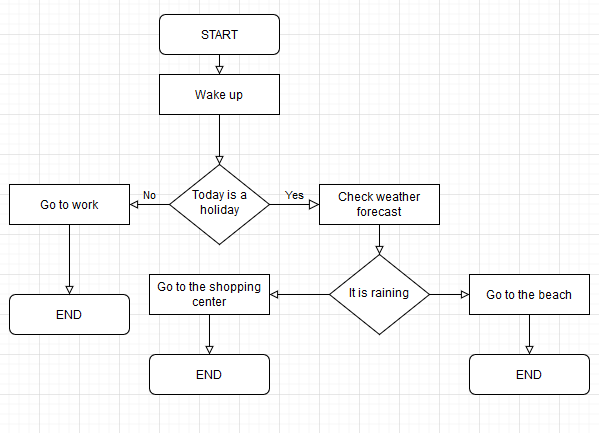 START
Wake up
Today is a
holiday
No
Yes
Go to work
Check weather
forecast
Go to the shopping
center
It is raining
Go to the beach
END
END
END